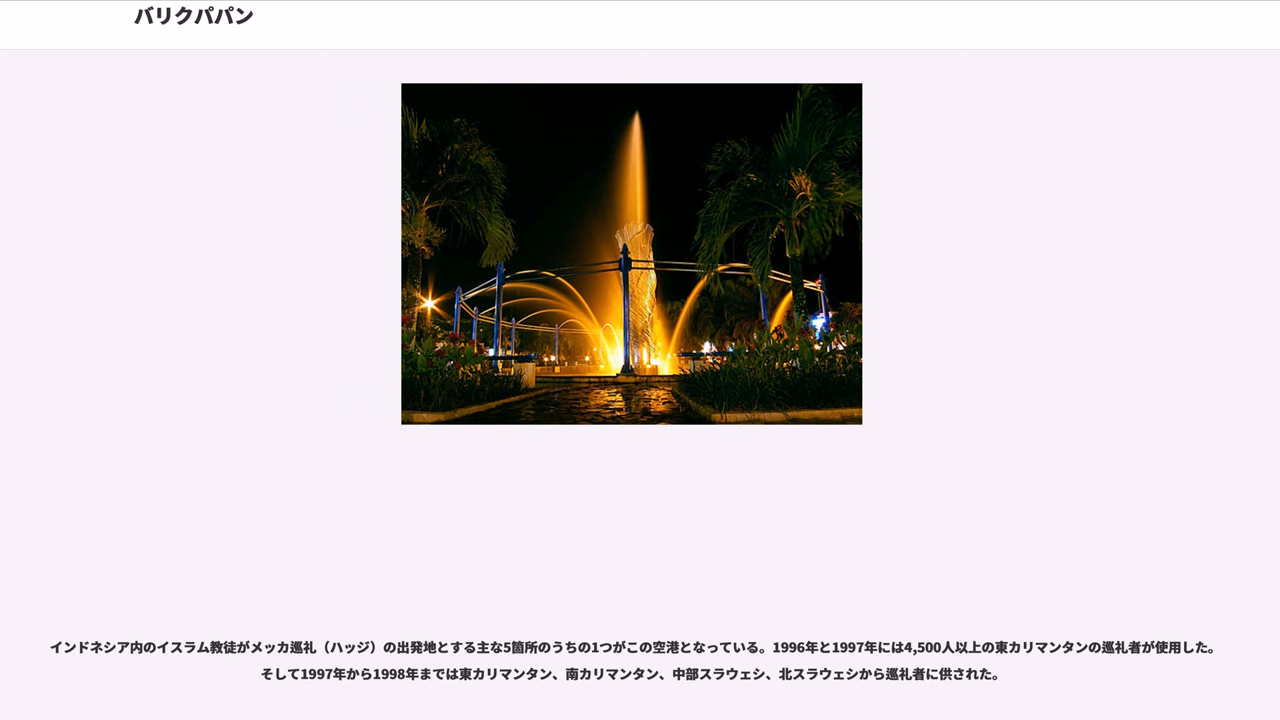 バリクパパン
インドネシア内のイスラム教徒がメッカ巡礼（ハッジ）の出発地とする主な5箇所のうちの1つがこの空港となっている。1996年と1997年には4,500人以上の東カリマンタンの巡礼者が使用した。
そして1997年から1998年までは東カリマンタン、南カリマンタン、中部スラウェシ、北スラウェシから巡礼者に供された。